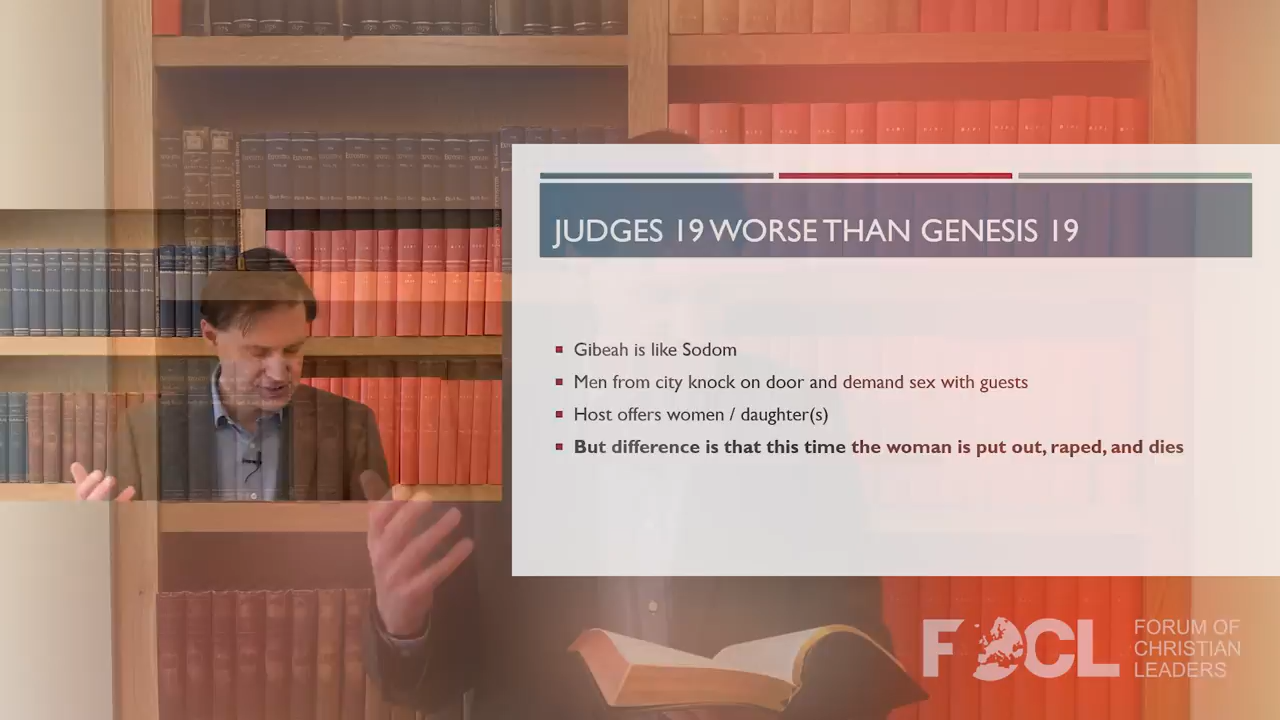 JUDGES 19 WORSE THAN GENESIS 19
Gibeah is like Sodom
Men from city knock on door and demand sex with guests
Host offers women / daughter(s)
But difference is that this time the woman is put out, raped, and dies
FOCL
FORUM OF
CHRISTIAN
LEADERS